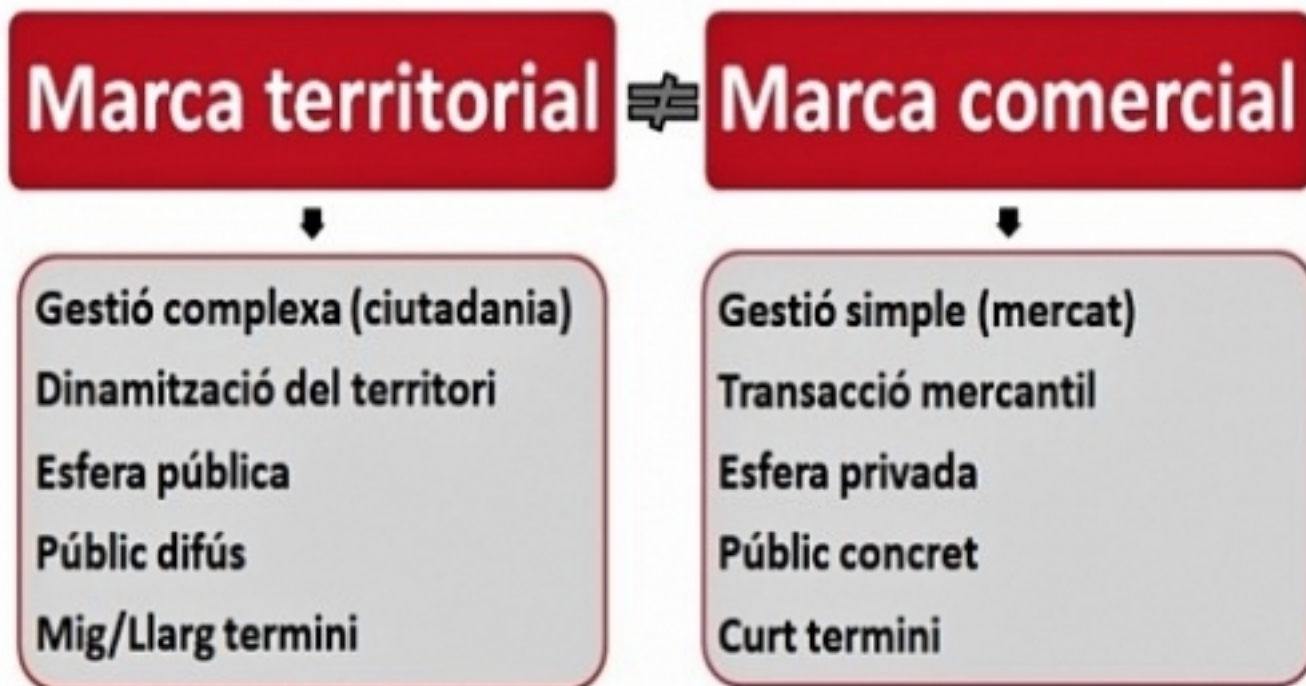 Marca territorial ≠ Marca comercial
Gestió complexa (ciutadania)
Dinamització del territori
Esfera pública
Públic difús
Mig/Llarg termini
Gestió simple (mercat)
Transacció mercantil
Esfera privada
Públic concret
Curt termini